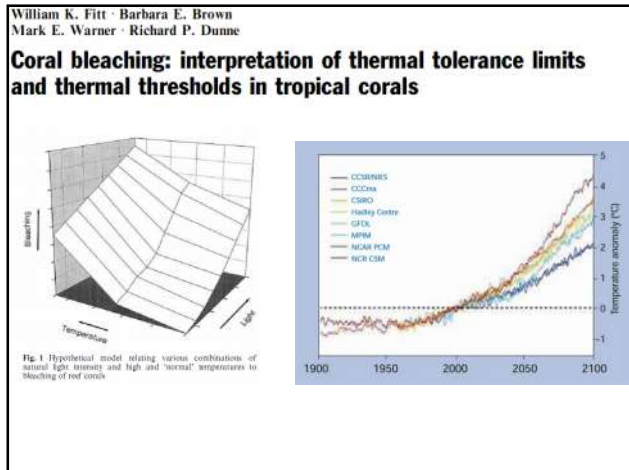 William K. Fitt · Barbara E. Brown
Mark E. Warner · Richard P. Dunne
Coral bleaching: interpretation of thermal tolerance limits
and thermal thresholds in tropical corals
Bleaching
Temperature
Light
Fig. 1 Hypothetical model relating various combinations of
natural light intensity and high and 'normal' temperatures to
bleaching of reef corals
CCSR/NIES
CCCma
CSIRO
Hadley Centre
GFDL
MPIM
NCAR PCM
NCR CSM
5
4
3
2
1
0
-1
Temperature anomaly (°C)
1900
1950
2000
2050
2100